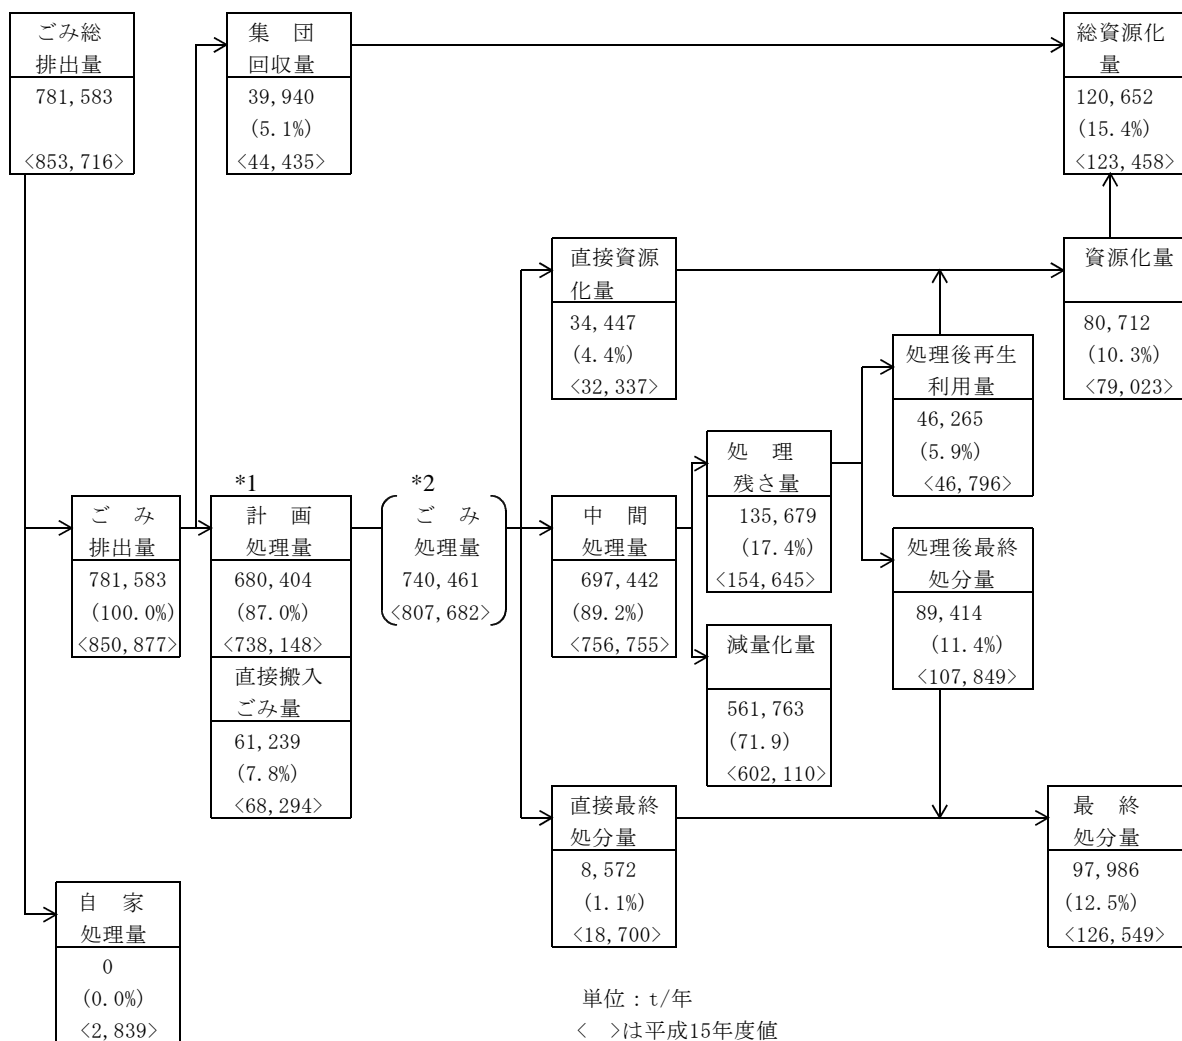 ごみ総
排出量
781,583
<853,716>
集　団
回収量
39,940
(5.1%)
<44,435>
総資源化
量
120,652
(15.4%)
<123,458>
直接資源
化量
34,447
(4.4%)
<32,337>
資源化量
80,712
(10.3%)
<79,023>
処理後再生
利用量
46,265
(5.9%)
<46,796>
処　理
残さ量
135,679
(17.4%)
<154,645>
ご　み
排出量
781,583
(100.0%)
<850,877>
*1
計　画
処理量
680,404
(87.0%)
<738,148>
直接搬入
ごみ量
61,239
(7.8%)
<68,294>
*2
ご　み
処理量
740,461
<807,682>
中　間
処理量
697,442
(89.2%)
<756,755>
処理後最終
処分量
89,414
(11.4%)
<107,849>
減量化量
561,763
(71.9)
<602,110>
直接最終
処分量
8,572
(1.1%)
<18,700>
最　終
処分量
97,986
(12.5%)
<126,549>
自　家
処理量
0
(0.0%)
<2,839>
単位：t/年
<　>は平成15年度値